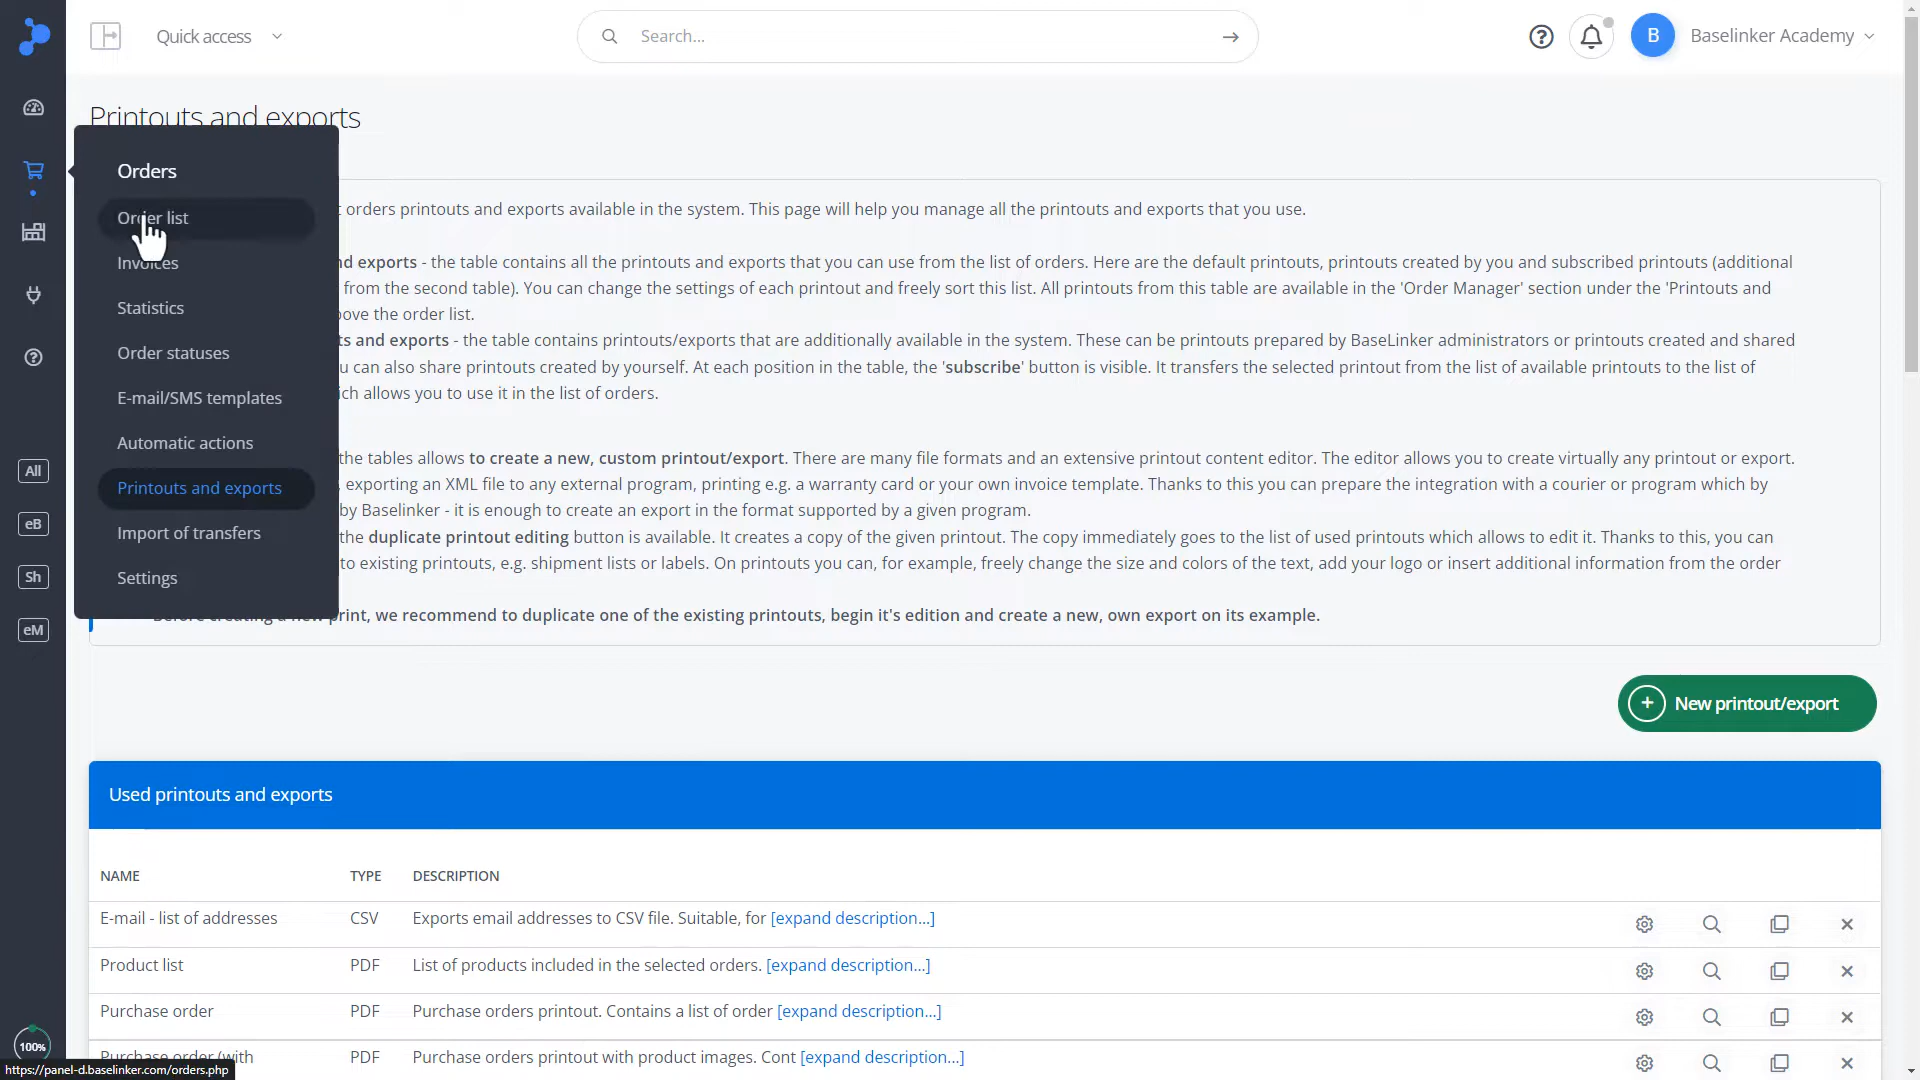 Quick access
Search...
B
Baselinker Academy
Printouts and exports
Orders
Order list
Invoices
Statistics
Order statuses
E-mail/SMS templates
Automatic actions
Printouts and exports
Import of transfers
Settings
All
eB
Sh
eM
100%
orders printouts and exports available in the system. This page will help you manage all the printouts and exports that you use.
and exports - the table contains all the printouts and exports that you can use from the list of orders. Here are the default printouts, printouts created by you and subscribed printouts (additional
from the second table). You can change the settings of each printout and freely sort this list. All printouts from this table are available in the 'Order Manager' section under the 'Printouts and
above the order list.
and exports - the table contains printouts/exports that are additionally available in the system. These can be printouts prepared by BaseLinker administrators or printouts created and shared
can also share printouts created by yourself. At each position in the table, the 'subscribe' button is visible. It transfers the selected printout from the list of available printouts to the list of
which allows you to use it in the list of orders.
the tables allows to create a new, custom printout/export. There are many file formats and an extensive printout content editor. The editor allows you to create virtually any printout or export.
exporting an XML file to any external program, printing e.g. a warranty card or your own invoice template. Thanks to this you can prepare the integration with a courier or program which by
by Baselinker - it is enough to create an export in the format supported by a given program.
the duplicate printout editing button is available. It creates a copy of the given printout. The copy immediately goes to the list of used printouts which allows to edit it. Thanks to this, you can
to existing printouts, e.g. shipment lists or labels. On printouts you can, for example, freely change the size and colors of the text, add your logo or insert additional information from the order
Before creating a new print, we recommend to duplicate one of the existing printouts, begin it's edition and create a new, own export on its example.
New printout/export
Used printouts and exports
NAME TYPE DESCRIPTION
E-mail - list of addresses CSV Exports email addresses to CSV file. Suitable, for [expand description...]
Product list PDF List of products included in the selected orders. [expand description...]
Purchase order PDF Purchase orders printout. Contains a list of order [expand description...]
Purchase order (with PDF Purchase orders printout with product images. Cont [expand description...]
https://panel-d.baselinker.com/orders.php